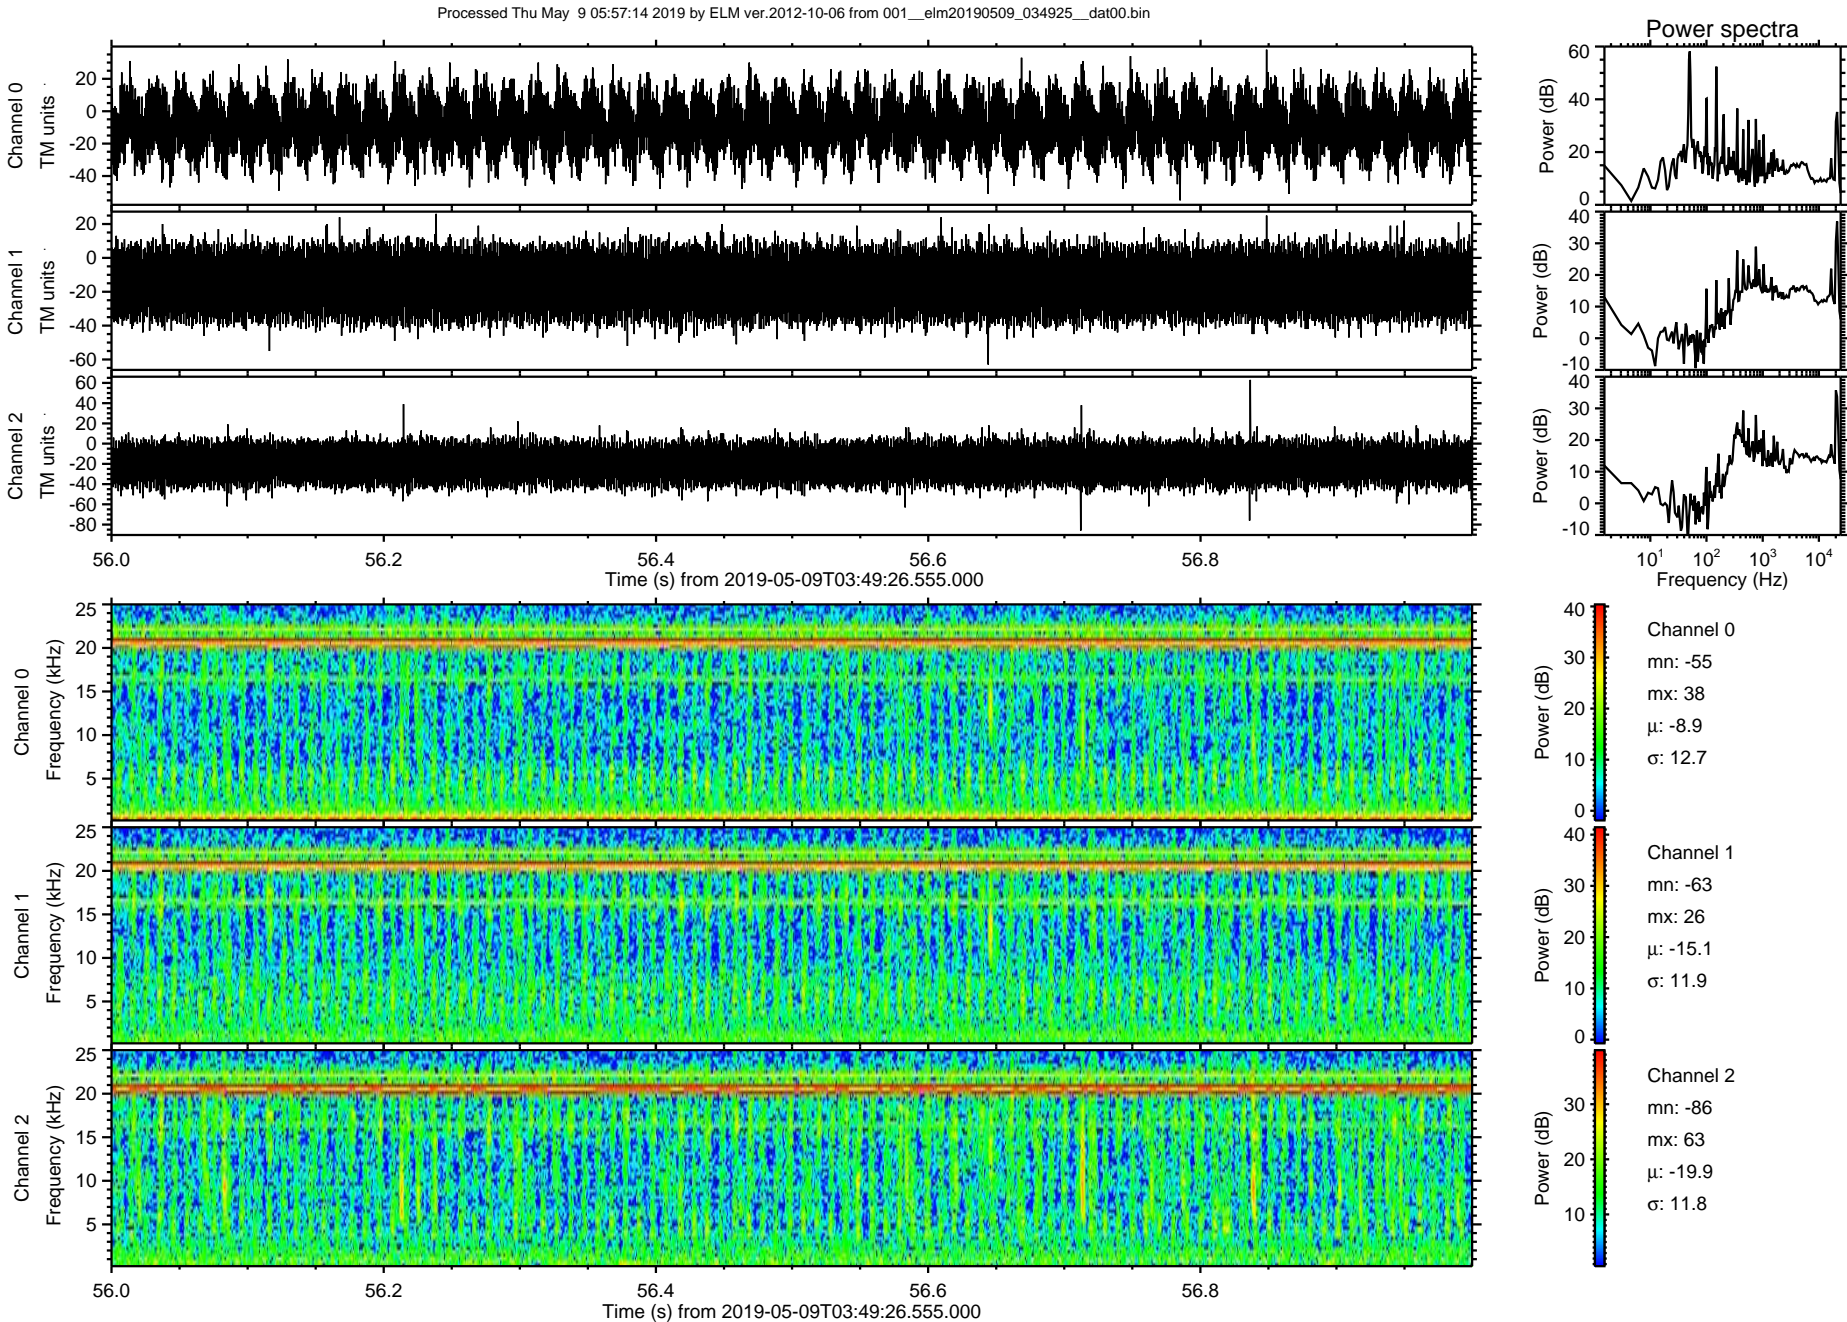 Processed Thu May  9 05:57:14 2019 by ELM ver.2012-10-06 from 001__elm20190509_034925__dat00.bin
Power spectra
Channel 0
TM units
20
0
-20
-40
Power (dB)
60
40
20
0
Channel 1
TM units
20
0
-20
-40
-60
Power (dB)
40
30
20
10
0
-10
Channel 2
TM units
60
40
20
0
-20
-40
-60
-80
Power (dB)
40
30
20
10
0
-10
56.0 56.2 56.4 56.6 56.8
Time (s) from 2019-05-09T03:49:26.555.000
10^1 10^2 10^3 10^4
Frequency (Hz)
Channel 0
Frequency (kHz)
25
20
15
10
5
Power (dB)
40
30
20
10
0
Channel 0
mn: -55
mx: 38
μ: -8.9
σ: 12.7
Channel 1
Frequency (kHz)
25
20
15
10
5
Power (dB)
40
30
20
10
0
Channel 1
mn: -63
mx: 26
μ: -15.1
σ: 11.9
Channel 2
Frequency (kHz)
25
20
15
10
5
Power (dB)
30
20
10
Channel 2
mn: -86
mx: 63
μ: -19.9
σ: 11.8
56.0 56.2 56.4 56.6 56.8
Time (s) from 2019-05-09T03:49:26.555.000